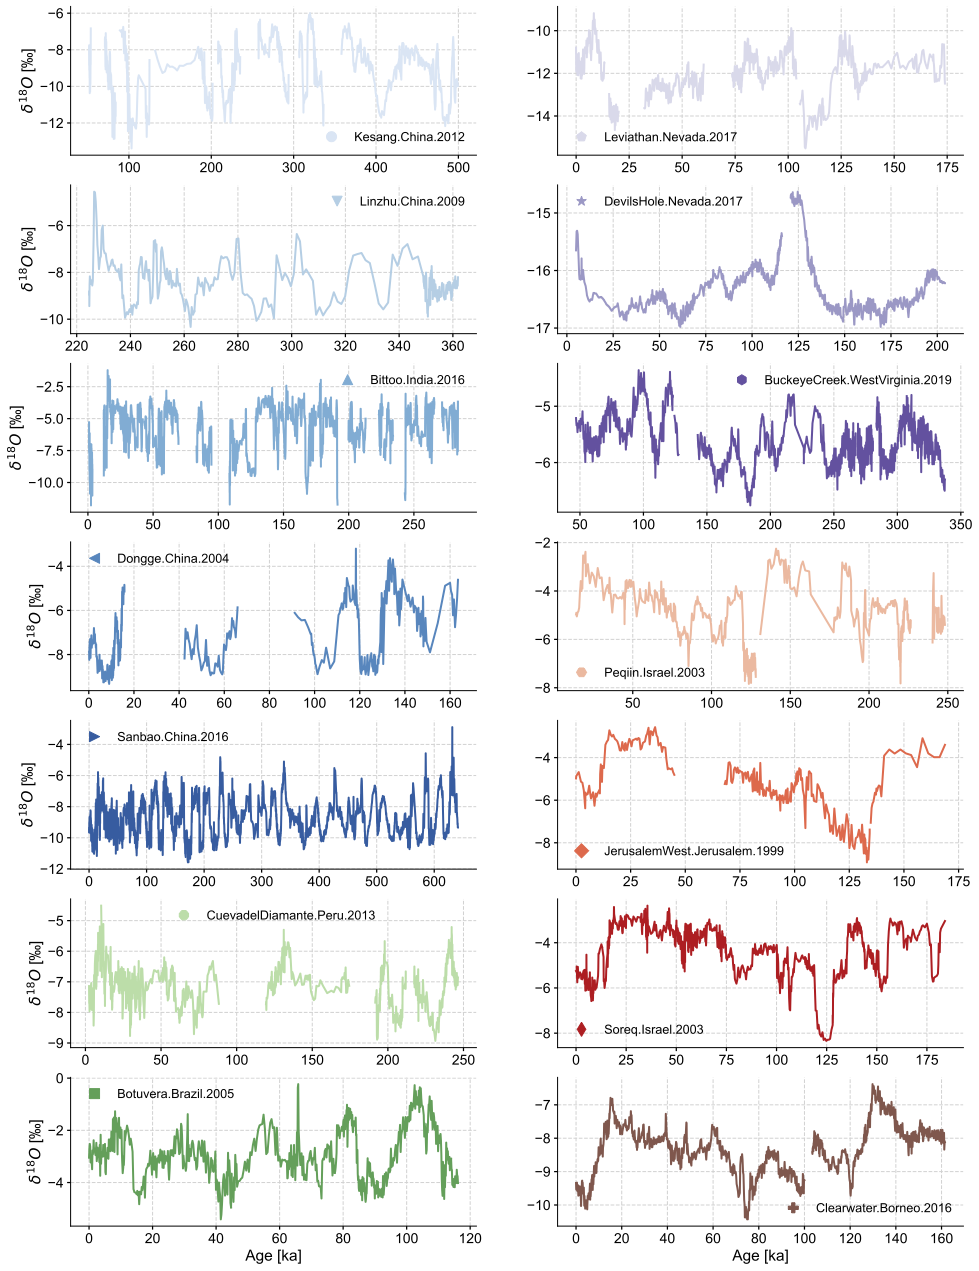 −6
−8
−10
−12
δ¹⁸O [‰]
Kesang.China.2012
100 200 300 400 500
−10
−12
−14
Leviathan.Nevada.2017
0 25 50 75 100 125 150 175
−6
−8
−10
δ¹⁸O [‰]
Linzhu.China.2009
220 240 260 280 300 320 340 360
−15
−16
−17
DevilsHole.Nevada.2017
0 25 50 75 100 125 150 175 200
−2.5
−5.0
−7.5
−10.0
δ¹⁸O [‰]
Bittoo.India.2016
0 50 100 150 200 250
−5
−6
BuckeyeCreek.WestVirginia.2019
50 100 150 200 250 300 350
−4
−6
−8
δ¹⁸O [‰]
Dongge.China.2004
0 20 40 60 80 100 120 140 160
−2
−4
−6
−8
Peqiin.Israel.2003
50 100 150 200 250
−4
−6
−8
−10
−12
δ¹⁸O [‰]
Sanbao.China.2016
0 100 200 300 400 500 600
−4
−6
−8
JerusalemWest.Jerusalem.1999
0 25 50 75 100 125 150 175
−5
−6
−7
−8
−9
δ¹⁸O [‰]
CuevadelDiamante.Peru.2013
0 50 100 150 200 250
−4
−6
−8
Soreq.Israel.2003
0 25 50 75 100 125 150 175
0
−2
−4
δ¹⁸O [‰]
Botuvera.Brazil.2005
0 20 40 60 80 100 120
Age [ka]
−7
−8
−9
−10
Clearwater.Borneo.2016
0 20 40 60 80 100 120 140 160
Age [ka]